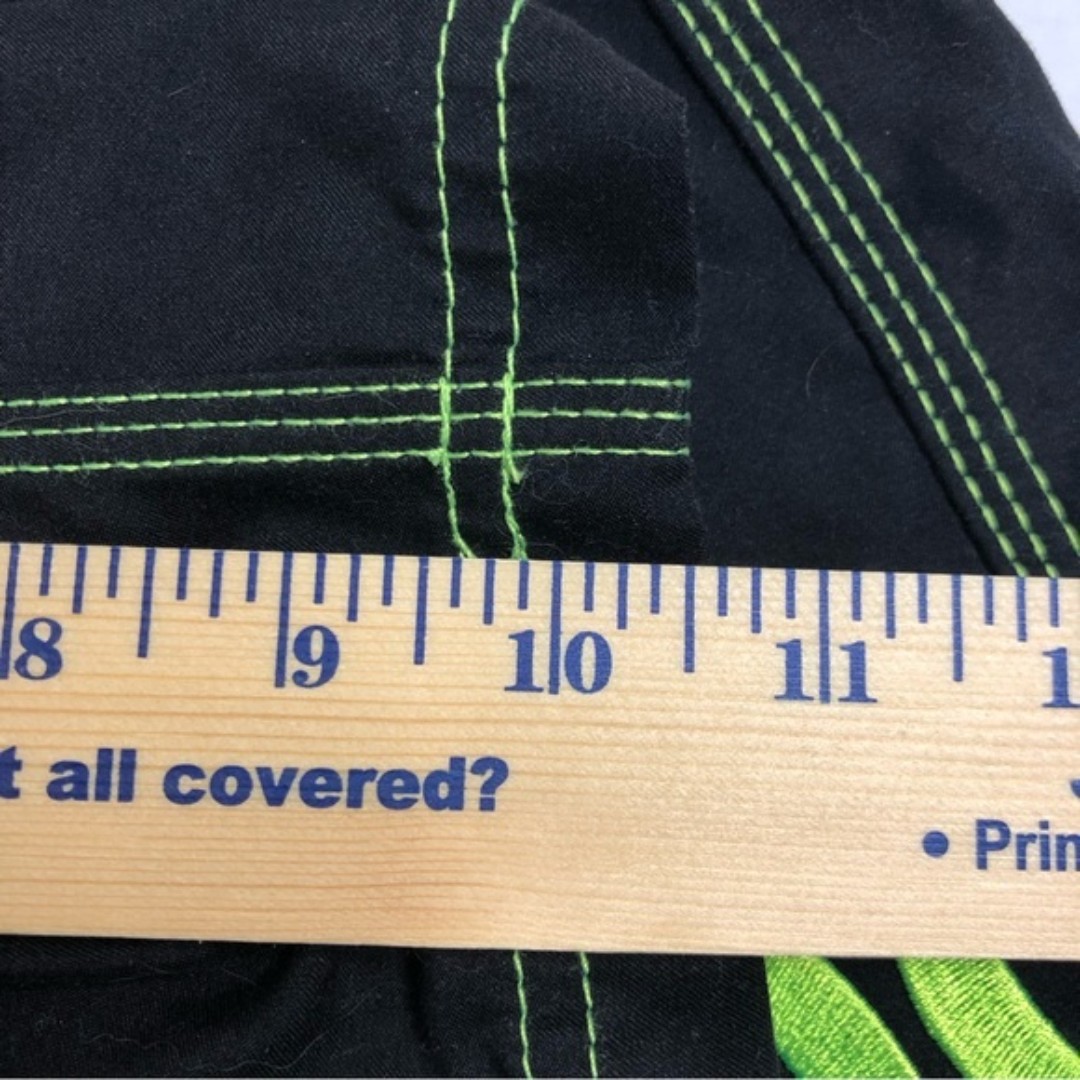 8 9 10 11 1
t all covered?
• Prin